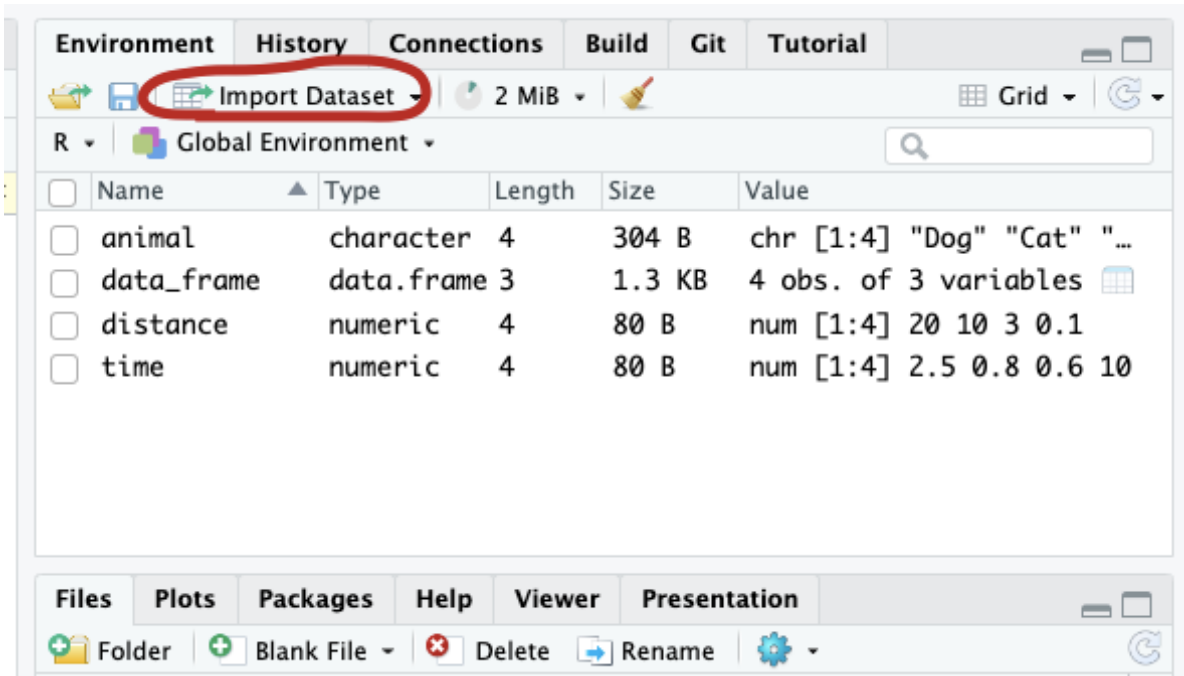 Environment History Connections Build Git Tutorial
Import Dataset 2 MiB Grid
R Global Environment
Name Type Length Size Value
animal character 4 304 B chr [1:4] "Dog" "Cat" "…
data_frame data.frame 3 1.3 KB 4 obs. of 3 variables
distance numeric 4 80 B num [1:4] 20 10 3 0.1
time numeric 4 80 B num [1:4] 2.5 0.8 0.6 10
Files Plots Packages Help Viewer Presentation
Folder Blank File Delete Rename